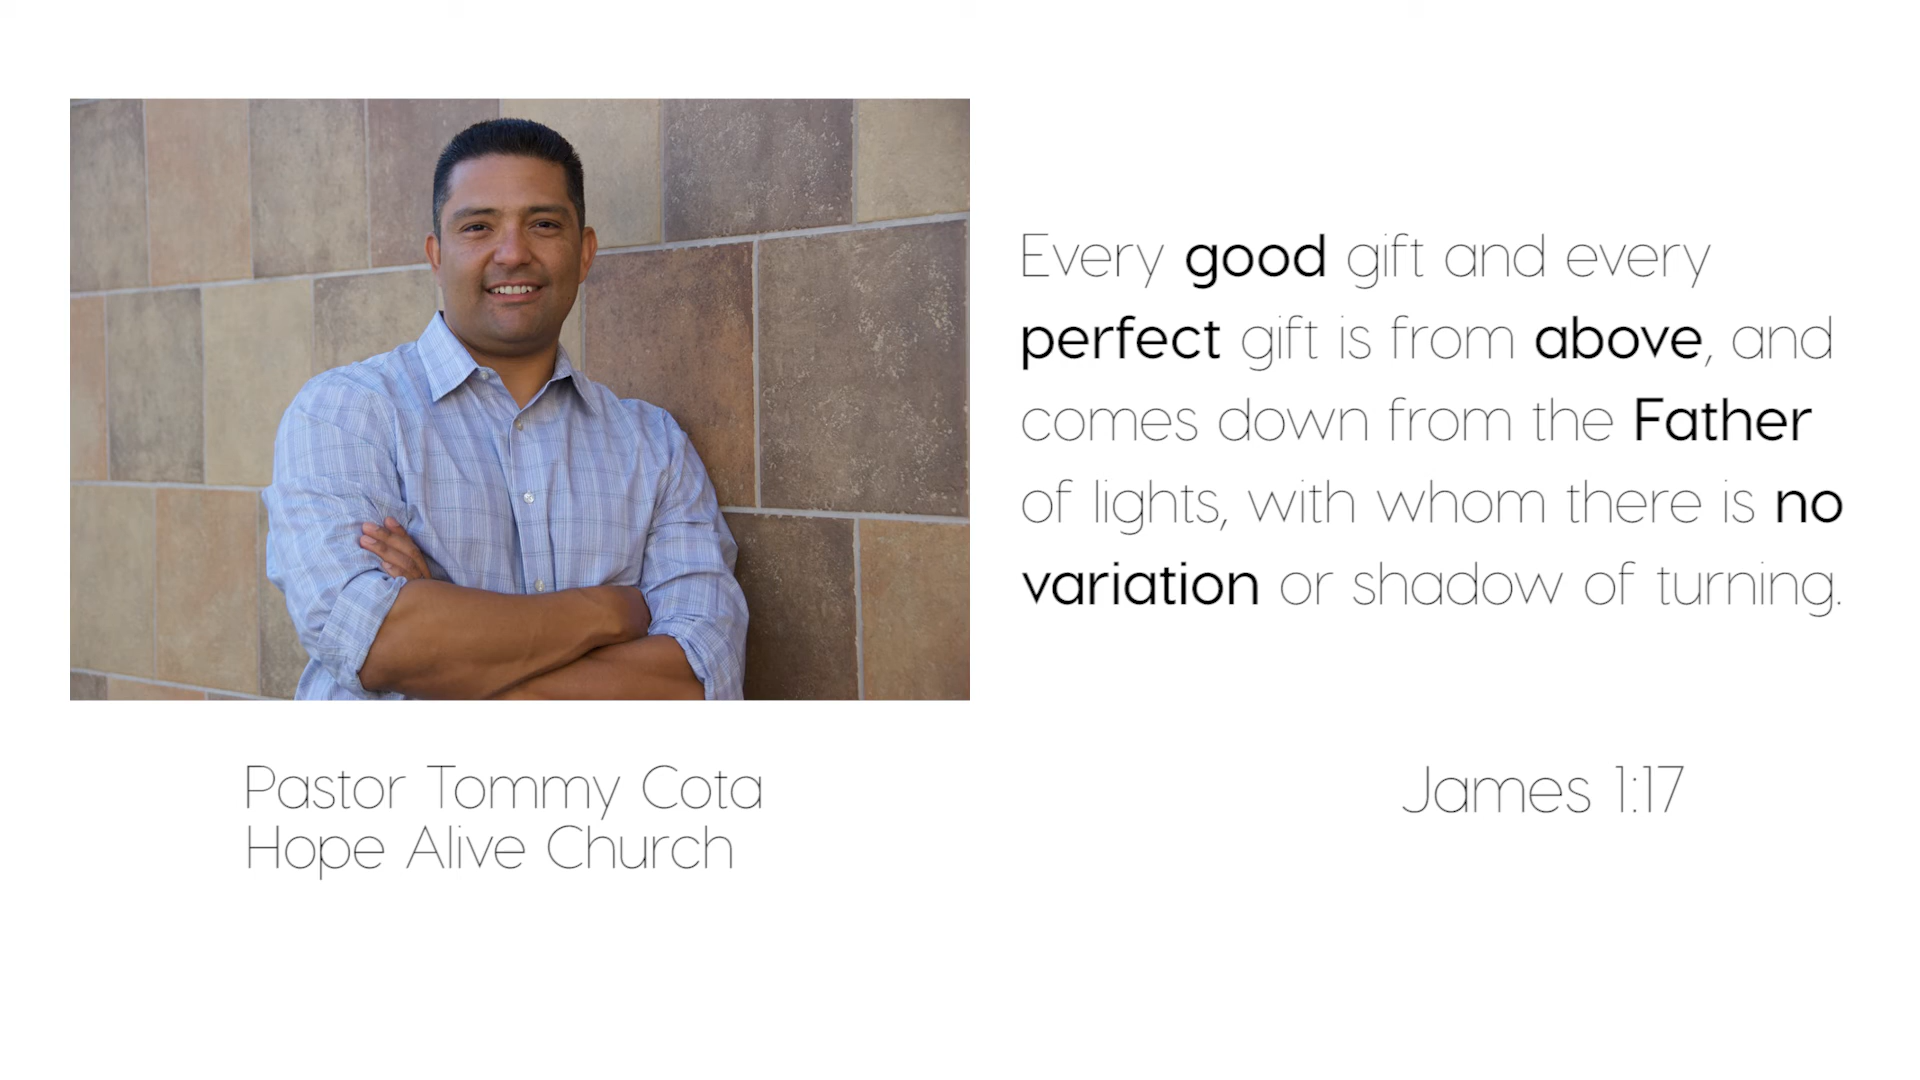 Every good gift and every
perfect gift is from above, and
comes down from the Father
of lights, with whom there is no
variation or shadow of turning.
James 1:17
Pastor Tommy Cota
Hope Alive Church